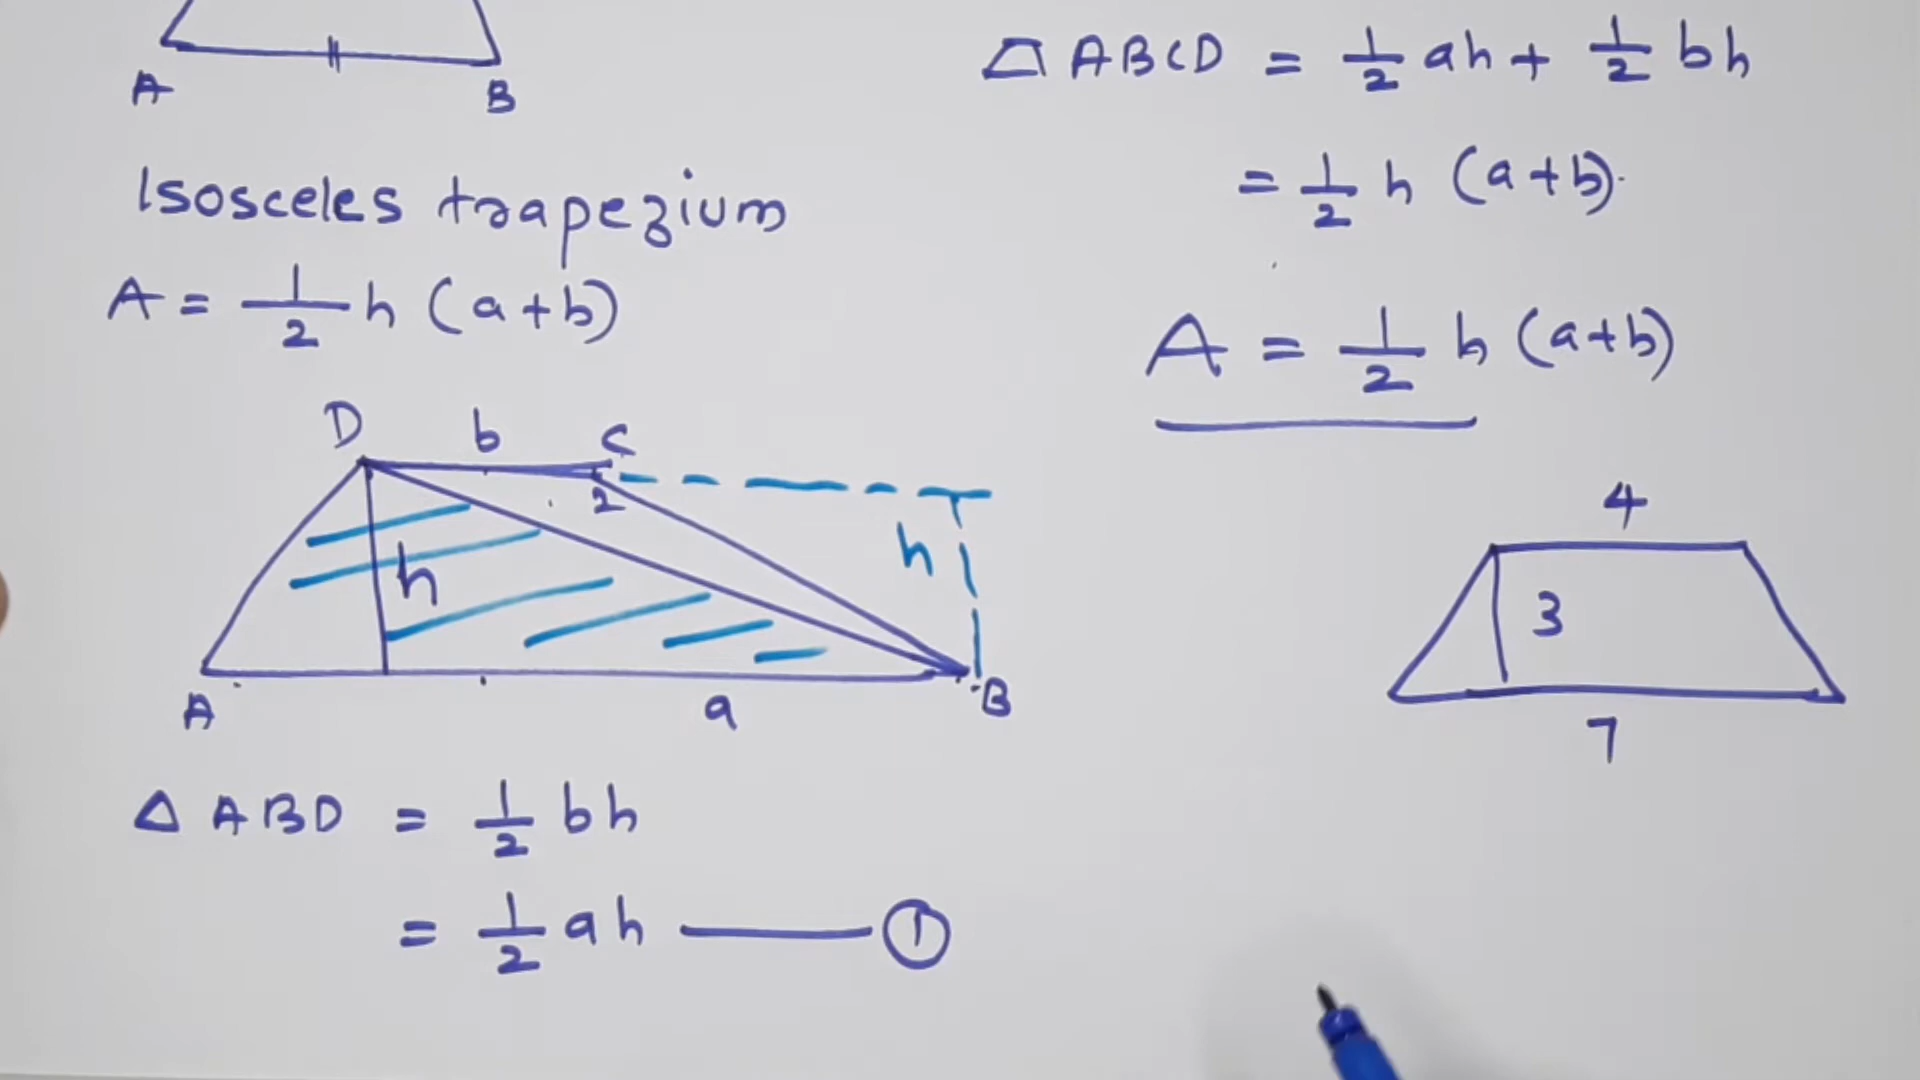 A B
Isosceles trapezium
A = 1/2 h (a+b)
D b C
2
h
h
A a B
△ ABD = 1/2 bh
= 1/2 ah —— ①
⏢ ABCD = 1/2 ah + 1/2 bh
= 1/2 h (a+b).
A = 1/2 h (a+b)
4
3
7